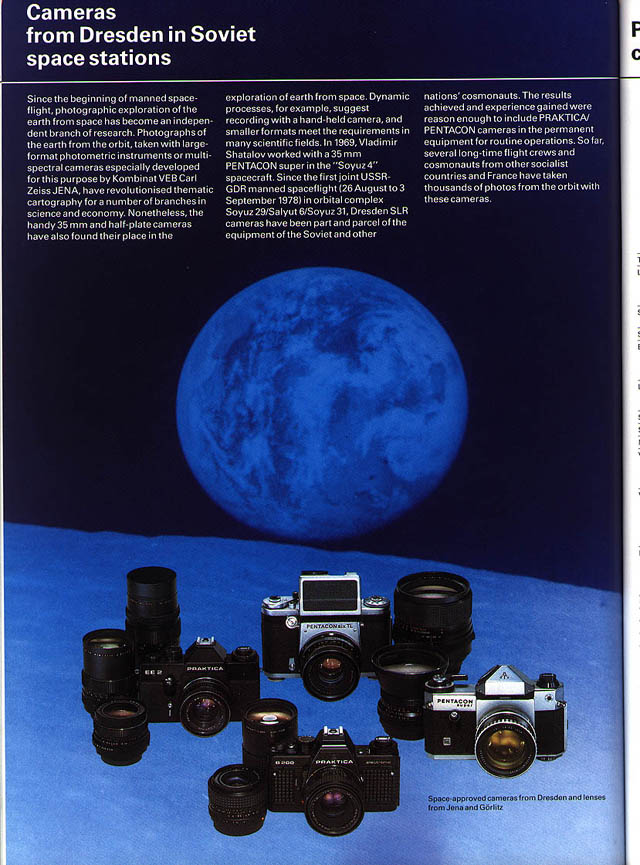 Cameras
from Dresden in Soviet
space stations
Since the beginning of manned space-
flight, photographic exploration of the
earth from space has become an indepen-
dent branch of research. Photographs of
the earth from the orbit, taken with large-
format photometric instruments or multi-
spectral cameras especially developed
for this purpose by Kombinat VEB Carl
Zeiss JENA, have revolutionised thematic
cartography for a number of branches in
science and economy. Nonetheless, the
handy 35 mm and half-plate cameras
have also found their place in the
exploration of earth from space. Dynamic
processes, for example, suggest
recording with a hand-held camera, and
smaller formats meet the requirements in
many scientific fields. In 1969, Vladimir
Shatalov worked with a 35 mm
PENTACON super in the "Soyuz 4"
spacecraft. Since the first joint USSR-
GDR manned spaceflight (26 August to 3
September 1978) in orbital complex
Soyuz 29/Salyut 6/Soyuz 31, Dresden SLR
cameras have been part and parcel of the
equipment of the Soviet and other
nations' cosmonauts. The results
achieved and experience gained were
reason enough to include PRAKTICA/
PENTACON cameras in the permanent
equipment for routine operations. So far,
several long-time flight crews and
cosmonauts from other socialist
countries and France have taken
thousands of photos from the orbit with
these cameras.
PENTACON six TL
EE 2 PRAKTICA
PENTACON
super
B 200 PRAKTICA electronic
Space-approved cameras from Dresden and lenses
from Jena and Görlitz